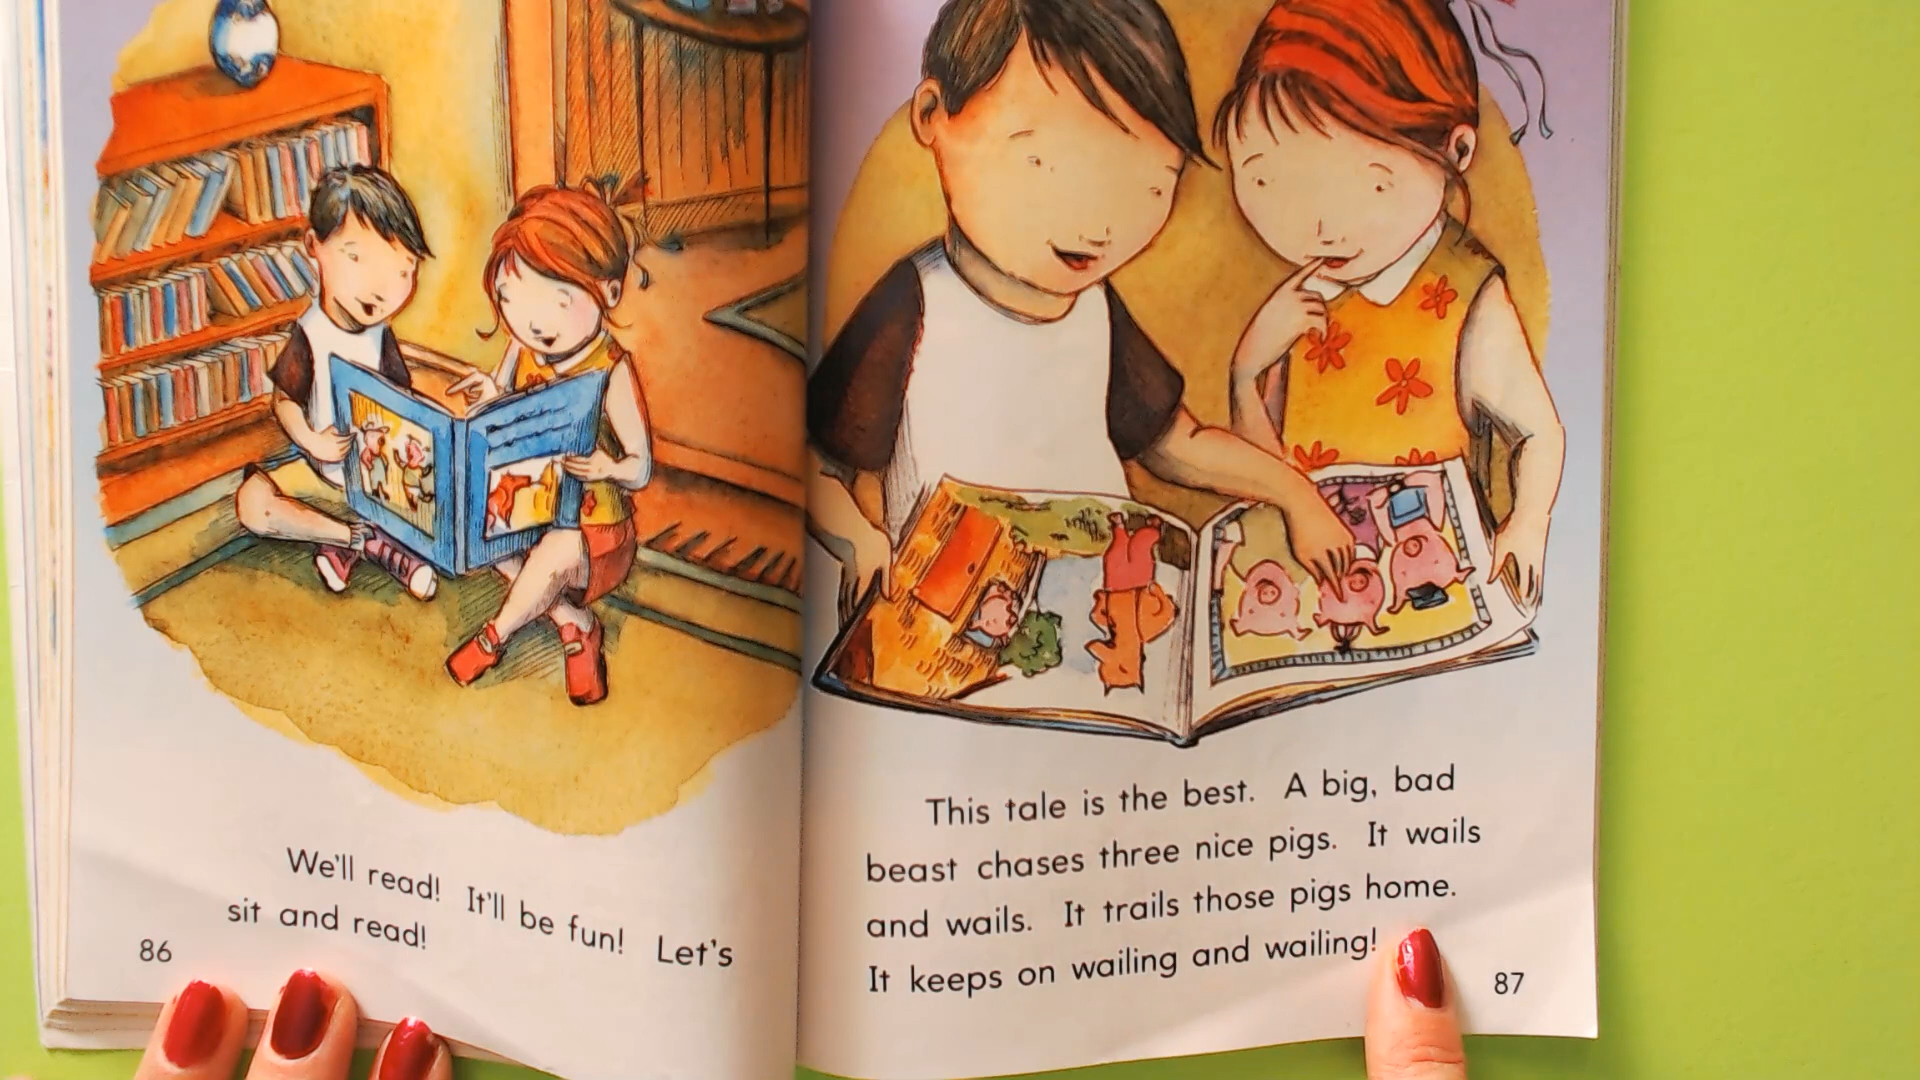 We'll read! It'll be fun! Let's
sit and read!
86
This tale is the best. A big, bad
beast chases three nice pigs. It wails
and wails. It trails those pigs home.
It keeps on wailing and wailing!
87